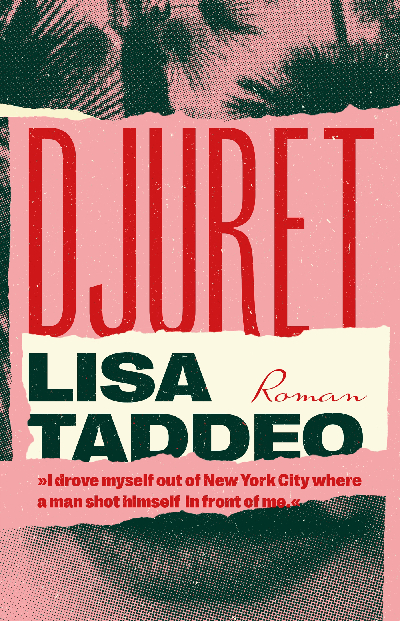 DJURET
LISA
Roman
TADDEO
»I drove myself out of New York City where
a man shot himself in front of me.«